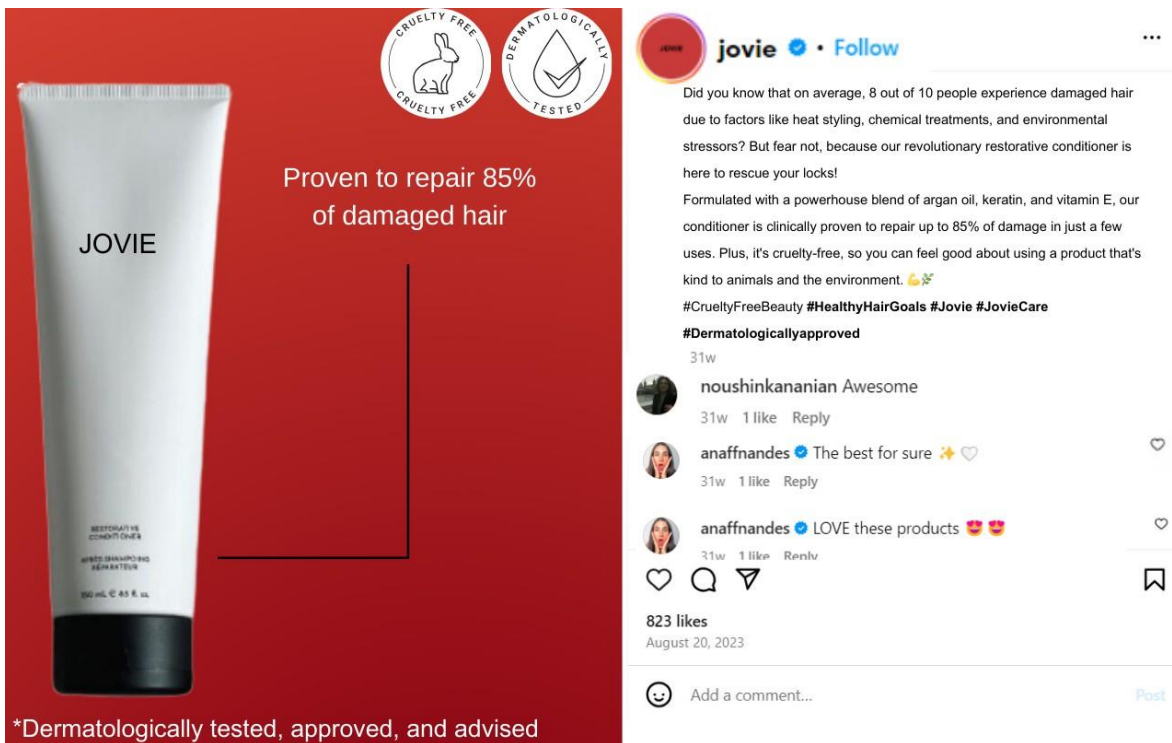 CRUELTY FREE
CRUELTY FREE
DERMATOLOGICALLY
TESTED
Proven to repair 85%
of damaged hair
JOVIE
RESTORATIVE
CONDITIONER
APRÈS-SHAMPOING
RÉPARATEUR
150 mL
*Dermatologically tested, approved, and advised
JOVIE
jovie • Follow
Did you know that on average, 8 out of 10 people experience damaged hair
due to factors like heat styling, chemical treatments, and environmental
stressors? But fear not, because our revolutionary restorative conditioner is
here to rescue your locks!
Formulated with a powerhouse blend of argan oil, keratin, and vitamin E, our
conditioner is clinically proven to repair up to 85% of damage in just a few
uses. Plus, it's cruelty-free, so you can feel good about using a product that's
kind to animals and the environment. 💪🌿
#CrueltyFreeBeauty #HealthyHairGoals #Jovie #JovieCare
#Dermatologicallyapproved
31w
noushinkananian Awesome
31w 1 like Reply
anaffnandes The best for sure ✨🤍
31w 1 like Reply
anaffnandes LOVE these products 😍😍
31w 1 like Reply
823 likes
August 20, 2023
Add a comment...
Post